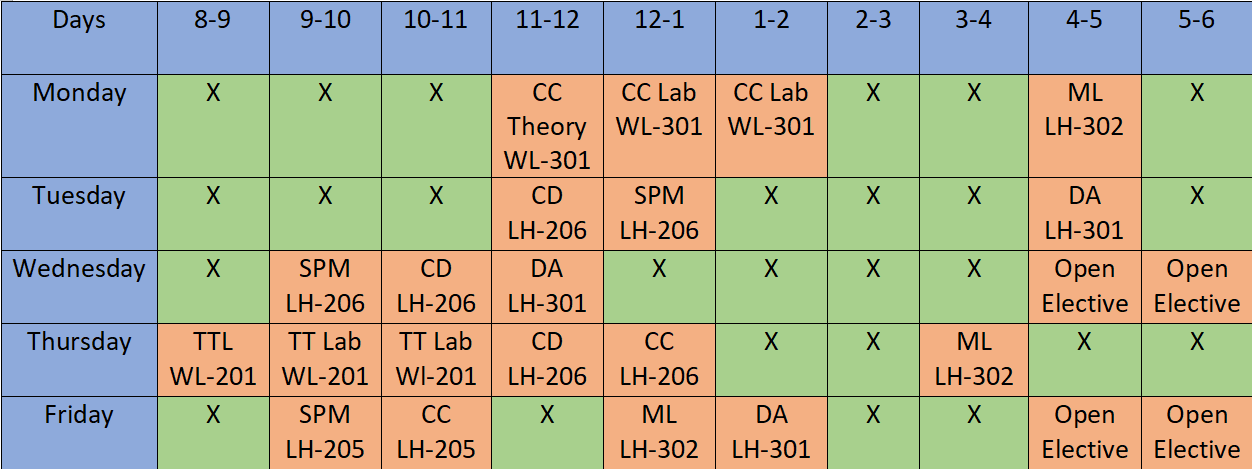 Days 8-9 9-10 10-11 11-12 12-1 1-2 2-3 3-4 4-5 5-6
Monday X X X CC CC Lab CC Lab X X ML X
Theory WL-301 WL-301 LH-302
WL-301
Tuesday X X X CD SPM X X X DA X
LH-206 LH-206 LH-301
Wednesday X SPM CD DA X X X X Open Open
LH-206 LH-206 LH-301 Elective Elective
Thursday TTL TT Lab TT Lab CD CC X X ML X X
WL-201 WL-201 Wl-201 LH-206 LH-206 LH-302
Friday X SPM CC X ML DA X X Open Open
LH-205 LH-205 LH-302 LH-301 Elective Elective